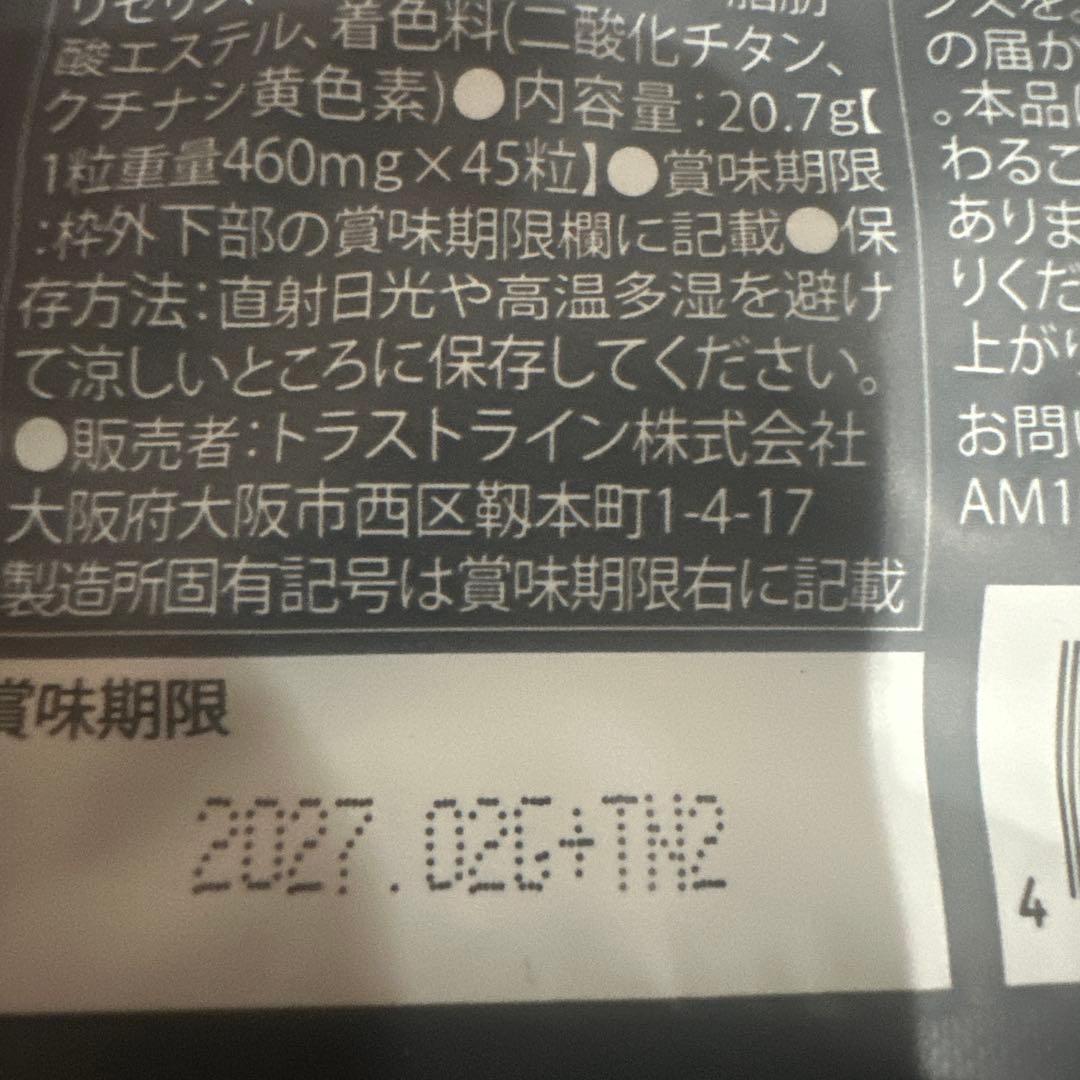 酸エステル、着色料(二酸化チタン、
クチナシ黄色素)●内容量:20.7g【
1粒重量460mg×45粒】●賞味期限
:枠外下部の賞味期限欄に記載●保
存方法:直射日光や高温多湿を避け
て涼しいところに保存してください。
●販売者:トラストライン株式会社
大阪府大阪市西区靱本町1-4-17
製造所固有記号は賞味期限右に記載
賞味期限
2027.02G+TN2
の届か
。本品は
わるこ
ありま
りくだ
上がり
お問い
AM1
4